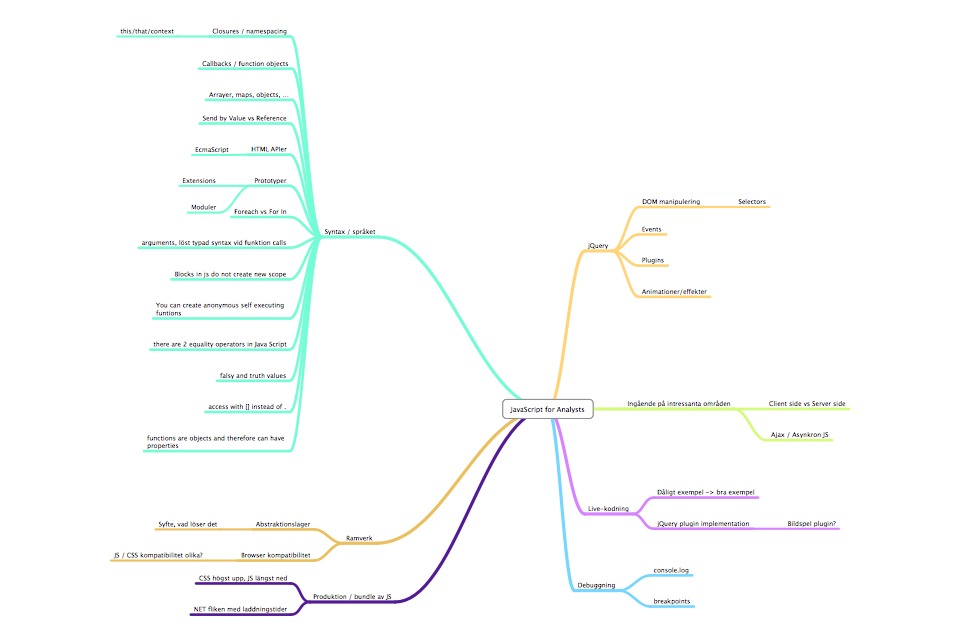 this/that/context
Closures / namespacing
Callbacks / function objects
Arrayer, maps, objects, ...
Send by Value vs Reference
EcmaScript
HTML APIer
Extensions
Prototyper
Moduler
Foreach vs For In
Syntax / språket
arguments, löst typad syntax vid funktion calls
Blocks in js do not create new scope
You can create anonymous self executing
funtions
there are 2 equality operators in Java Script
falsy and truth values
access with [] instead of .
functions are objects and therefore can have
properties
DOM manipulering
Selectors
Events
jQuery
Plugins
Animationer/effekter
JavaScript for Analysts
Ingående på intressanta områden
Client side vs Server side
Ajax / Asynkron JS
Dåligt exempel -> bra exempel
Live-kodning
jQuery plugin implementation
Bildspel plugin?
console.log
Debuggning
breakpoints
Syfte, vad löser det
Abstraktionslager
Ramverk
JS / CSS kompatibilitet olika?
Browser kompatibilitet
CSS högst upp, JS längst ned
Produktion / bundle av JS
NET fliken med laddningstider